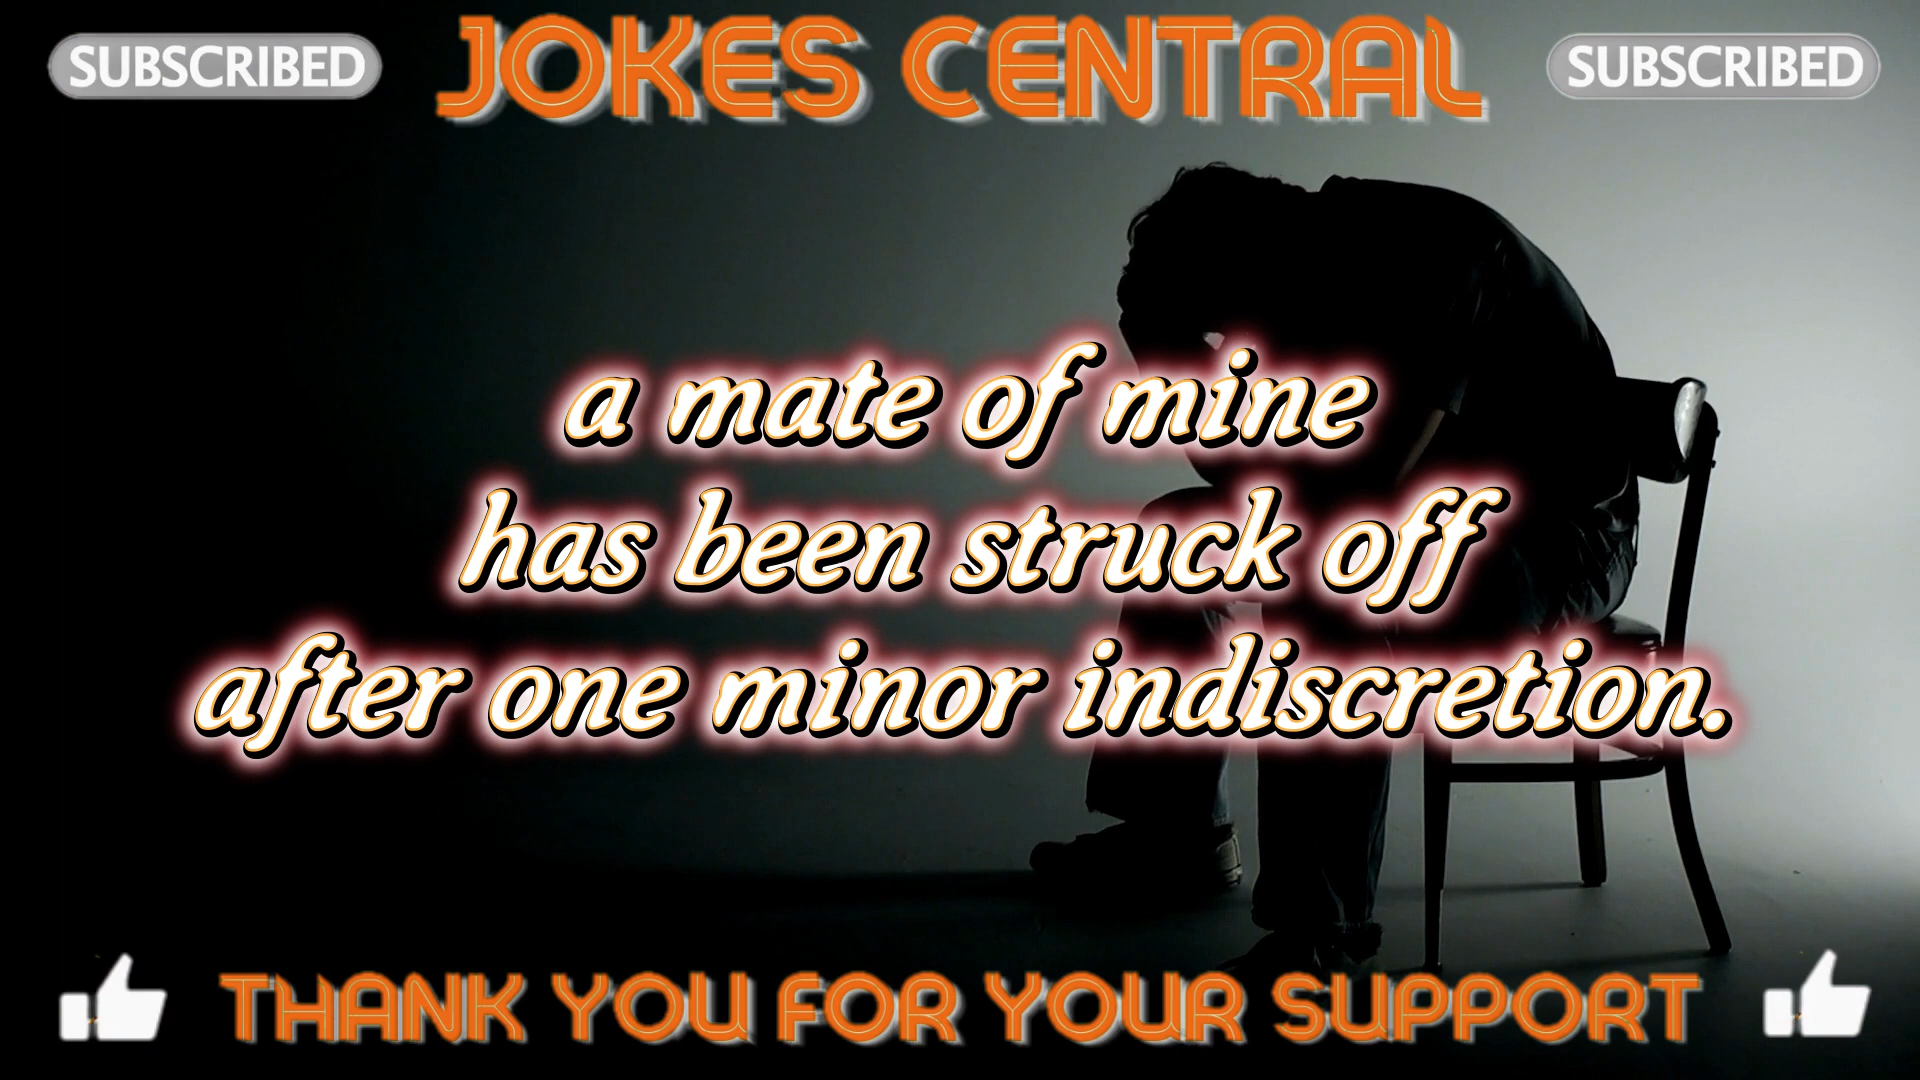 SUBSCRIBED JOKES CENTRAL SUBSCRIBED
a mate of mine
has been struck off
after one minor indiscretion.
THANK YOU FOR YOUR SUPPORT